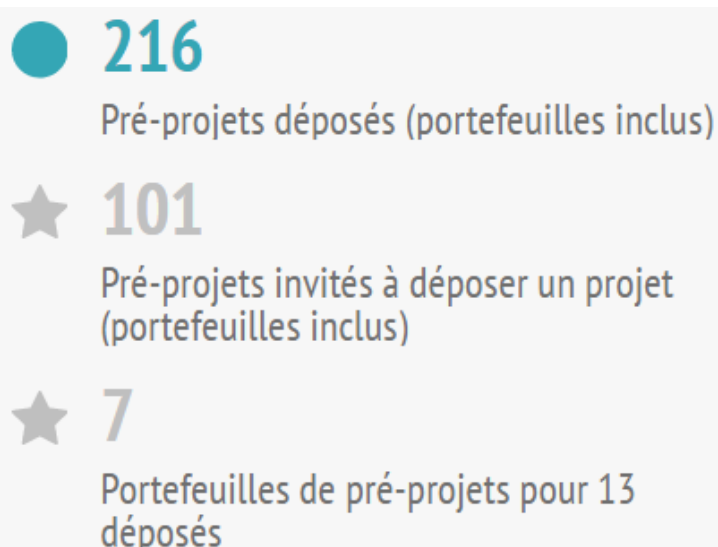 216
Pré-projets déposés (portefeuilles inclus)
101
Pré-projets invités à déposer un projet
(portefeuilles inclus)
7
Portefeuilles de pré-projets pour 13
déposés